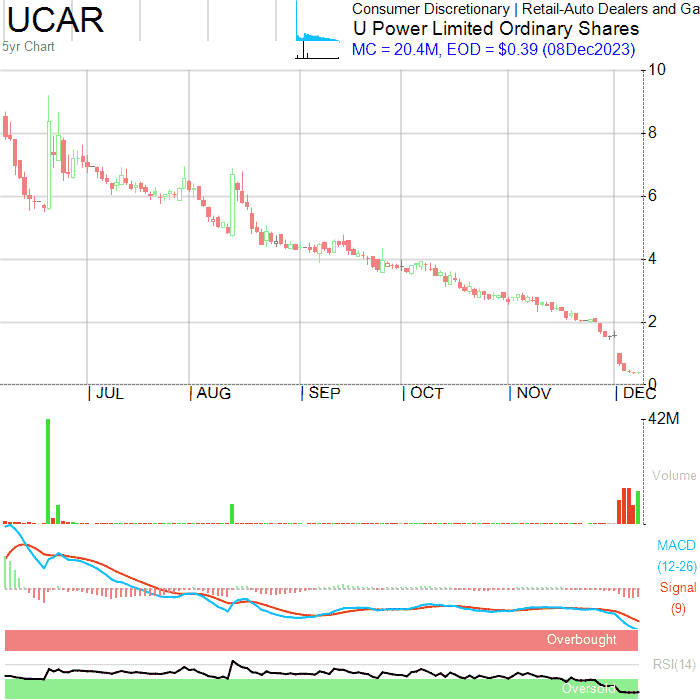 UCAR
5yr Chart
Consumer Discretionary | Retail-Auto Dealers and Ga
U Power Limited Ordinary Shares
MC = 20.4M, EOD = $0.39 (08Dec2023)
10
8
6
4
2
0
| JUL | AUG | SEP | OCT | NOV | DEC
42M
Volume
MACD
(12-26)
Signal
(9)
Overbought
RSI(14)
Oversold